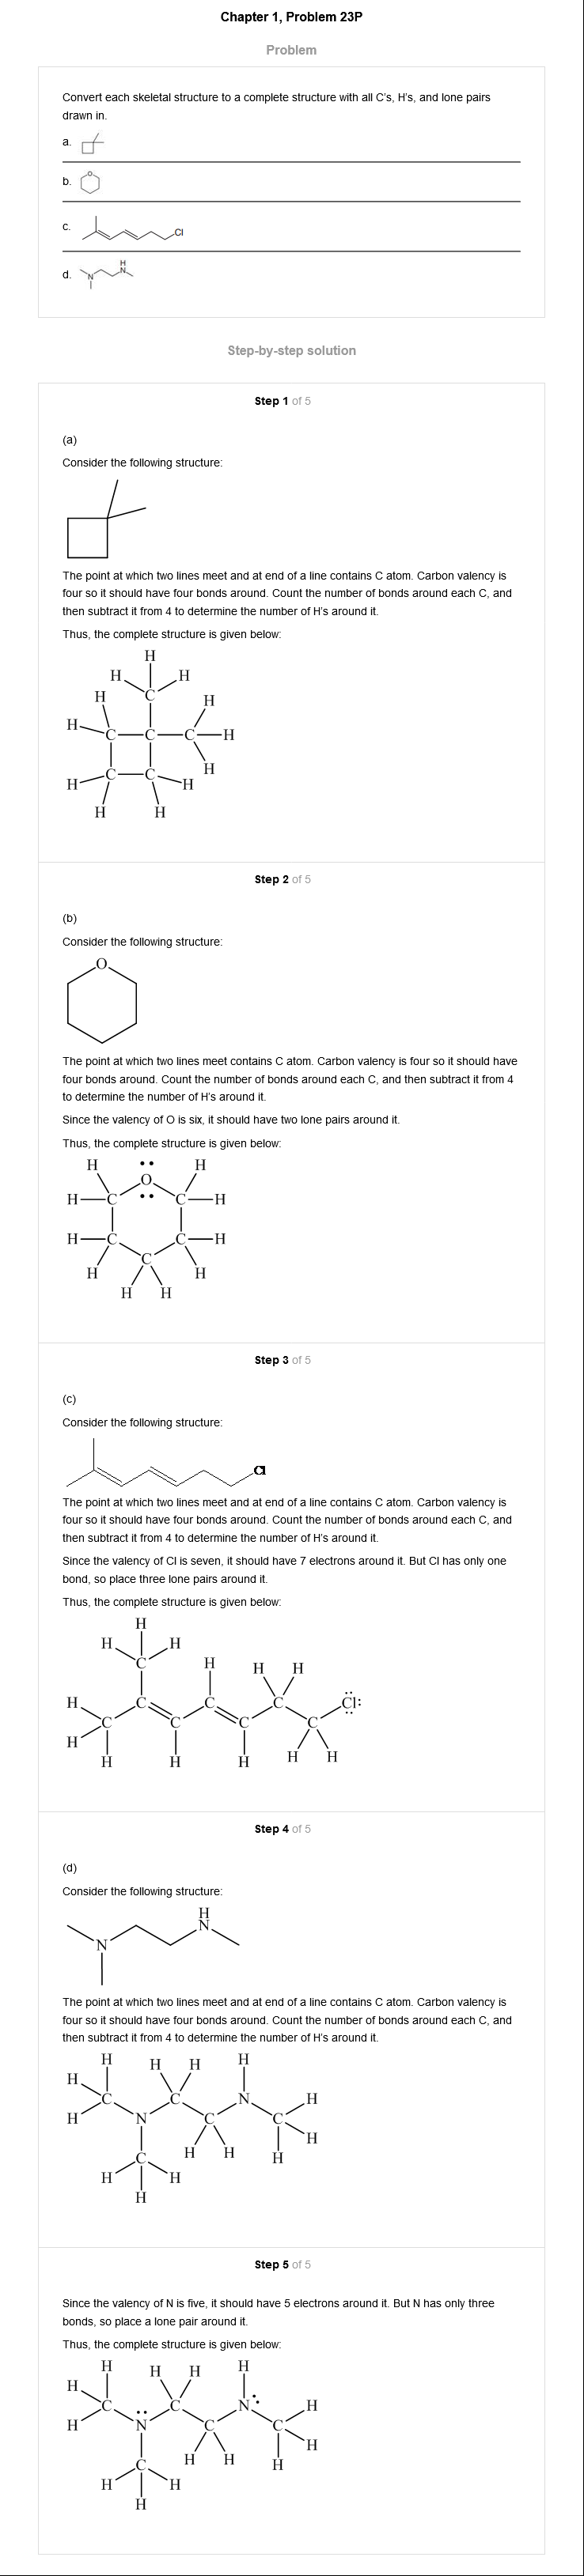 Chapter 1, Problem 23P
Problem
Convert each skeletal structure to a complete structure with all C's, H's, and lone pairs
drawn in.
a.
b.
O
c.
Cl
d.
H
N
N
Step-by-step solution
Step 1 of 5
(a)
Consider the following structure:
The point at which two lines meet and at end of a line contains C atom. Carbon valency is
four so it should have four bonds around. Count the number of bonds around each C, and
then subtract it from 4 to determine the number of H's around it.
Thus, the complete structure is given below:
H
H H
H C H
H C C C H
H C C H H
H H
Step 2 of 5
(b)
Consider the following structure:
O
The point at which two lines meet contains C atom. Carbon valency is four so it should have
four bonds around. Count the number of bonds around each C, and then subtract it from 4
to determine the number of H's around it.
Since the valency of O is six, it should have two lone pairs around it.
Thus, the complete structure is given below:
H H
O
H C C H
H C C H
H C H
H H
Step 3 of 5
(c)
Consider the following structure:
Cl
The point at which two lines meet and at end of a line contains C atom. Carbon valency is
four so it should have four bonds around. Count the number of bonds around each C, and
then subtract it from 4 to determine the number of H's around it.
Since the valency of Cl is seven, it should have 7 electrons around it. But Cl has only one
bond, so place three lone pairs around it.
Thus, the complete structure is given below:
H
H H
C H H H
H C C C Cl:
C C C C
H
H H H H H
Step 4 of 5
(d)
Consider the following structure:
H
N
N
The point at which two lines meet and at end of a line contains C atom. Carbon valency is
four so it should have four bonds around. Count the number of bonds around each C, and
then subtract it from 4 to determine the number of H's around it.
H H H H
H
C C N H
H N C C
H
C H H H
H H
H
Step 5 of 5
Since the valency of N is five, it should have 5 electrons around it. But N has only three
bonds, so place a lone pair around it.
Thus, the complete structure is given below:
H H H H
H
C C N H
H N C C
H
C H H H
H H
H